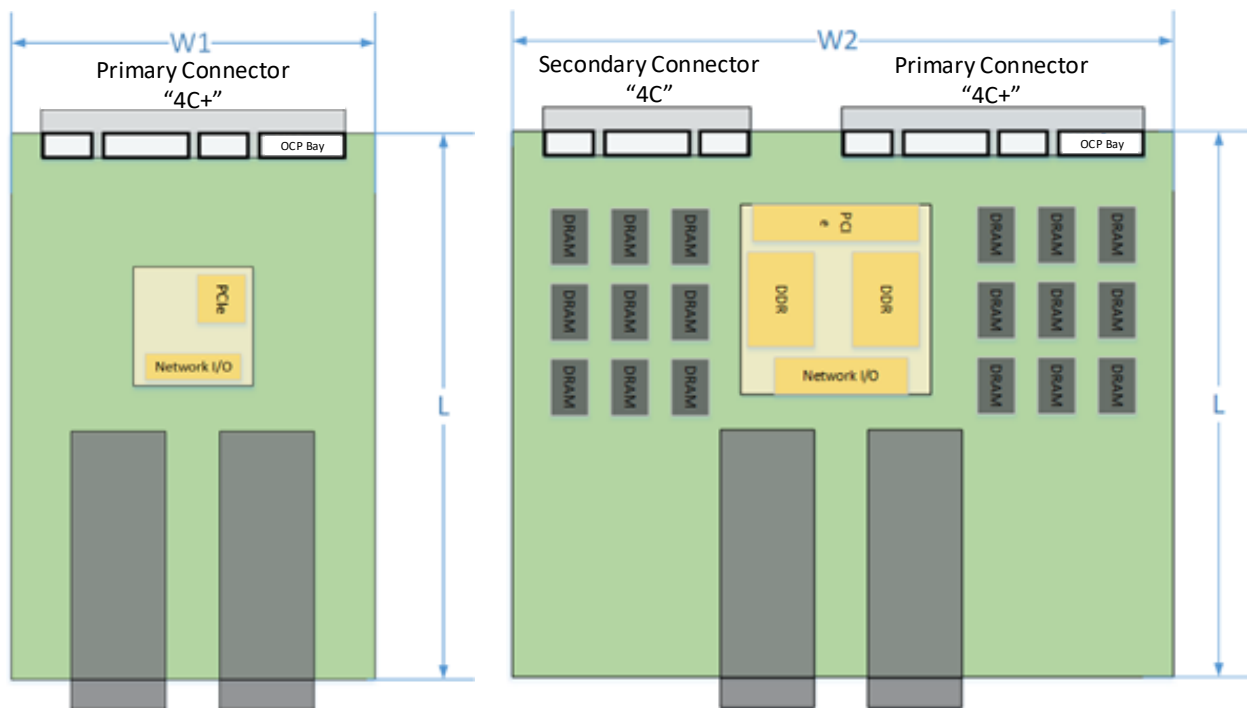 W1
Primary Connector
“4C+”
OCP Bay
PCIe
Network I/O
L
W2
Secondary Connector
“4C”
Primary Connector
“4C+”
OCP Bay
DRAM
DRAM
DRAM
DRAM
DRAM
DRAM
DRAM
DRAM
DRAM
PCI
e
DDR
DDR
Network I/O
DRAM
DRAM
DRAM
DRAM
DRAM
DRAM
DRAM
DRAM
DRAM
L